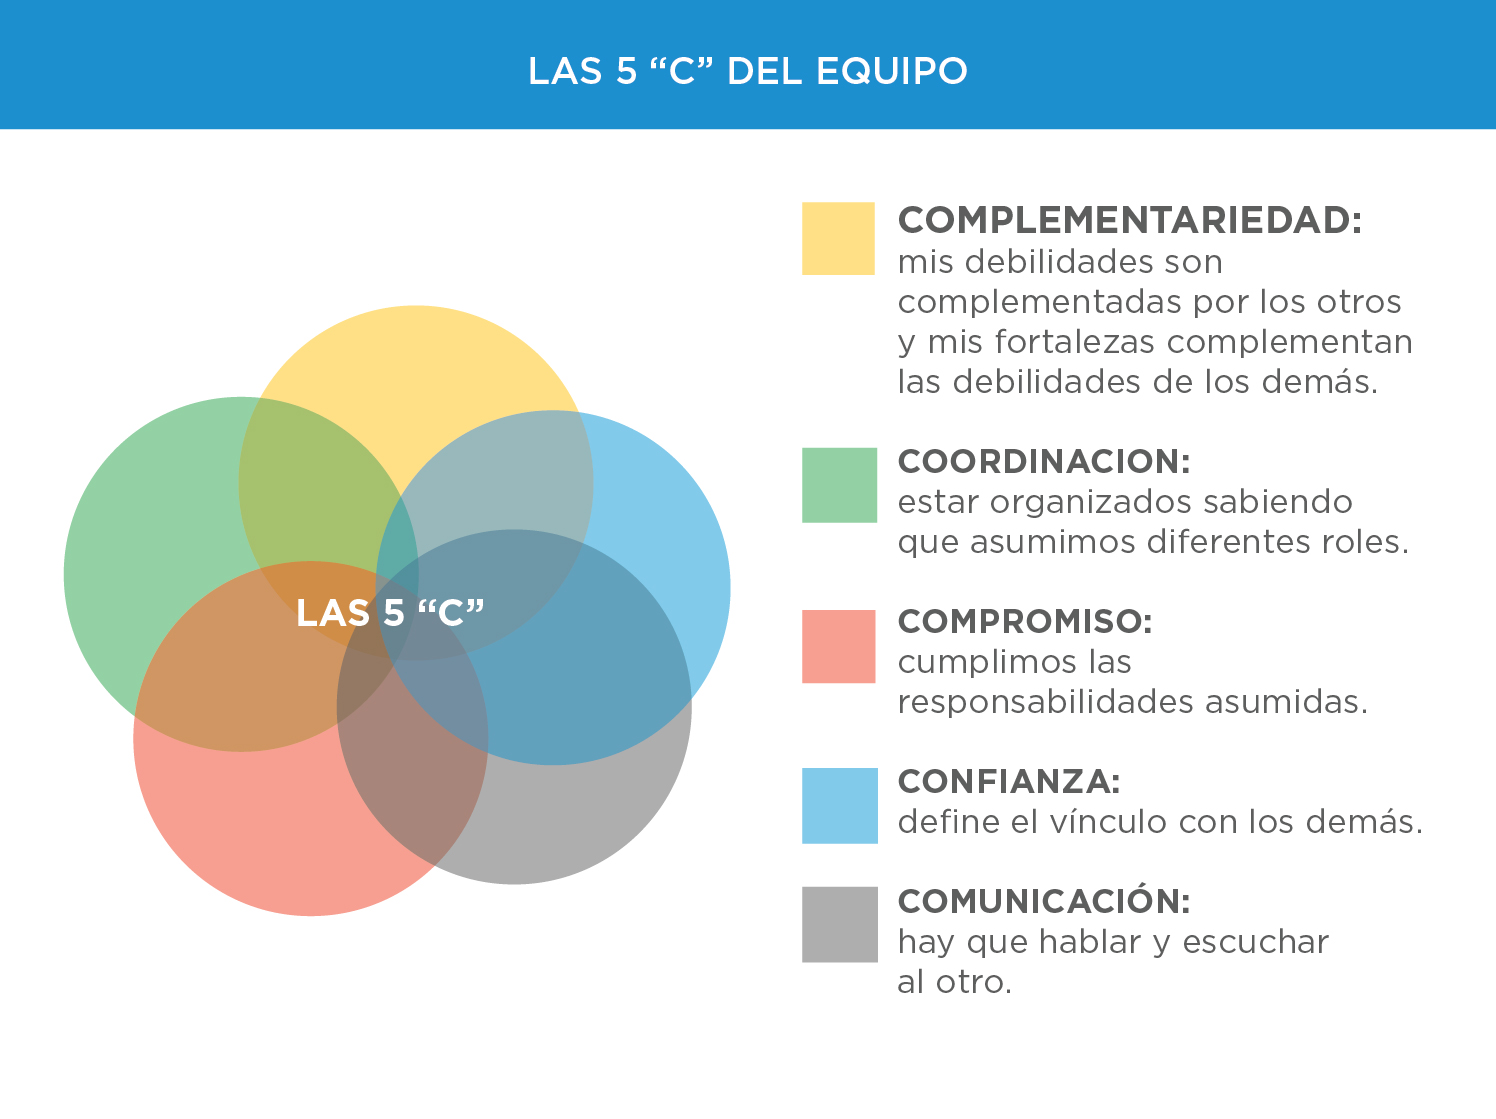 LAS 5 “C” DEL EQUIPO
LAS 5 “C”
COMPLEMENTARIEDAD:
mis debilidades son
complementadas por los otros
y mis fortalezas complementan
las debilidades de los demás.
COORDINACION:
estar organizados sabiendo
que asumimos diferentes roles.
COMPROMISO:
cumplimos las
responsabilidades asumidas.
CONFIANZA:
define el vínculo con los demás.
COMUNICACIÓN:
hay que hablar y escuchar
al otro.